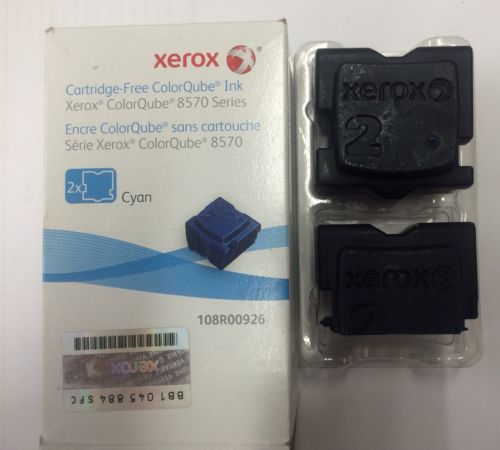 xerox
Cartridge-Free ColorQube® Ink
Xerox® ColorQube® 8570 Series
Encre ColorQube® sans cartouche
Série Xerox® ColorQube® 8570
2x
Cyan
108R00926
xerox
BB1 045 884 SFC
xerox
2
xerox
2